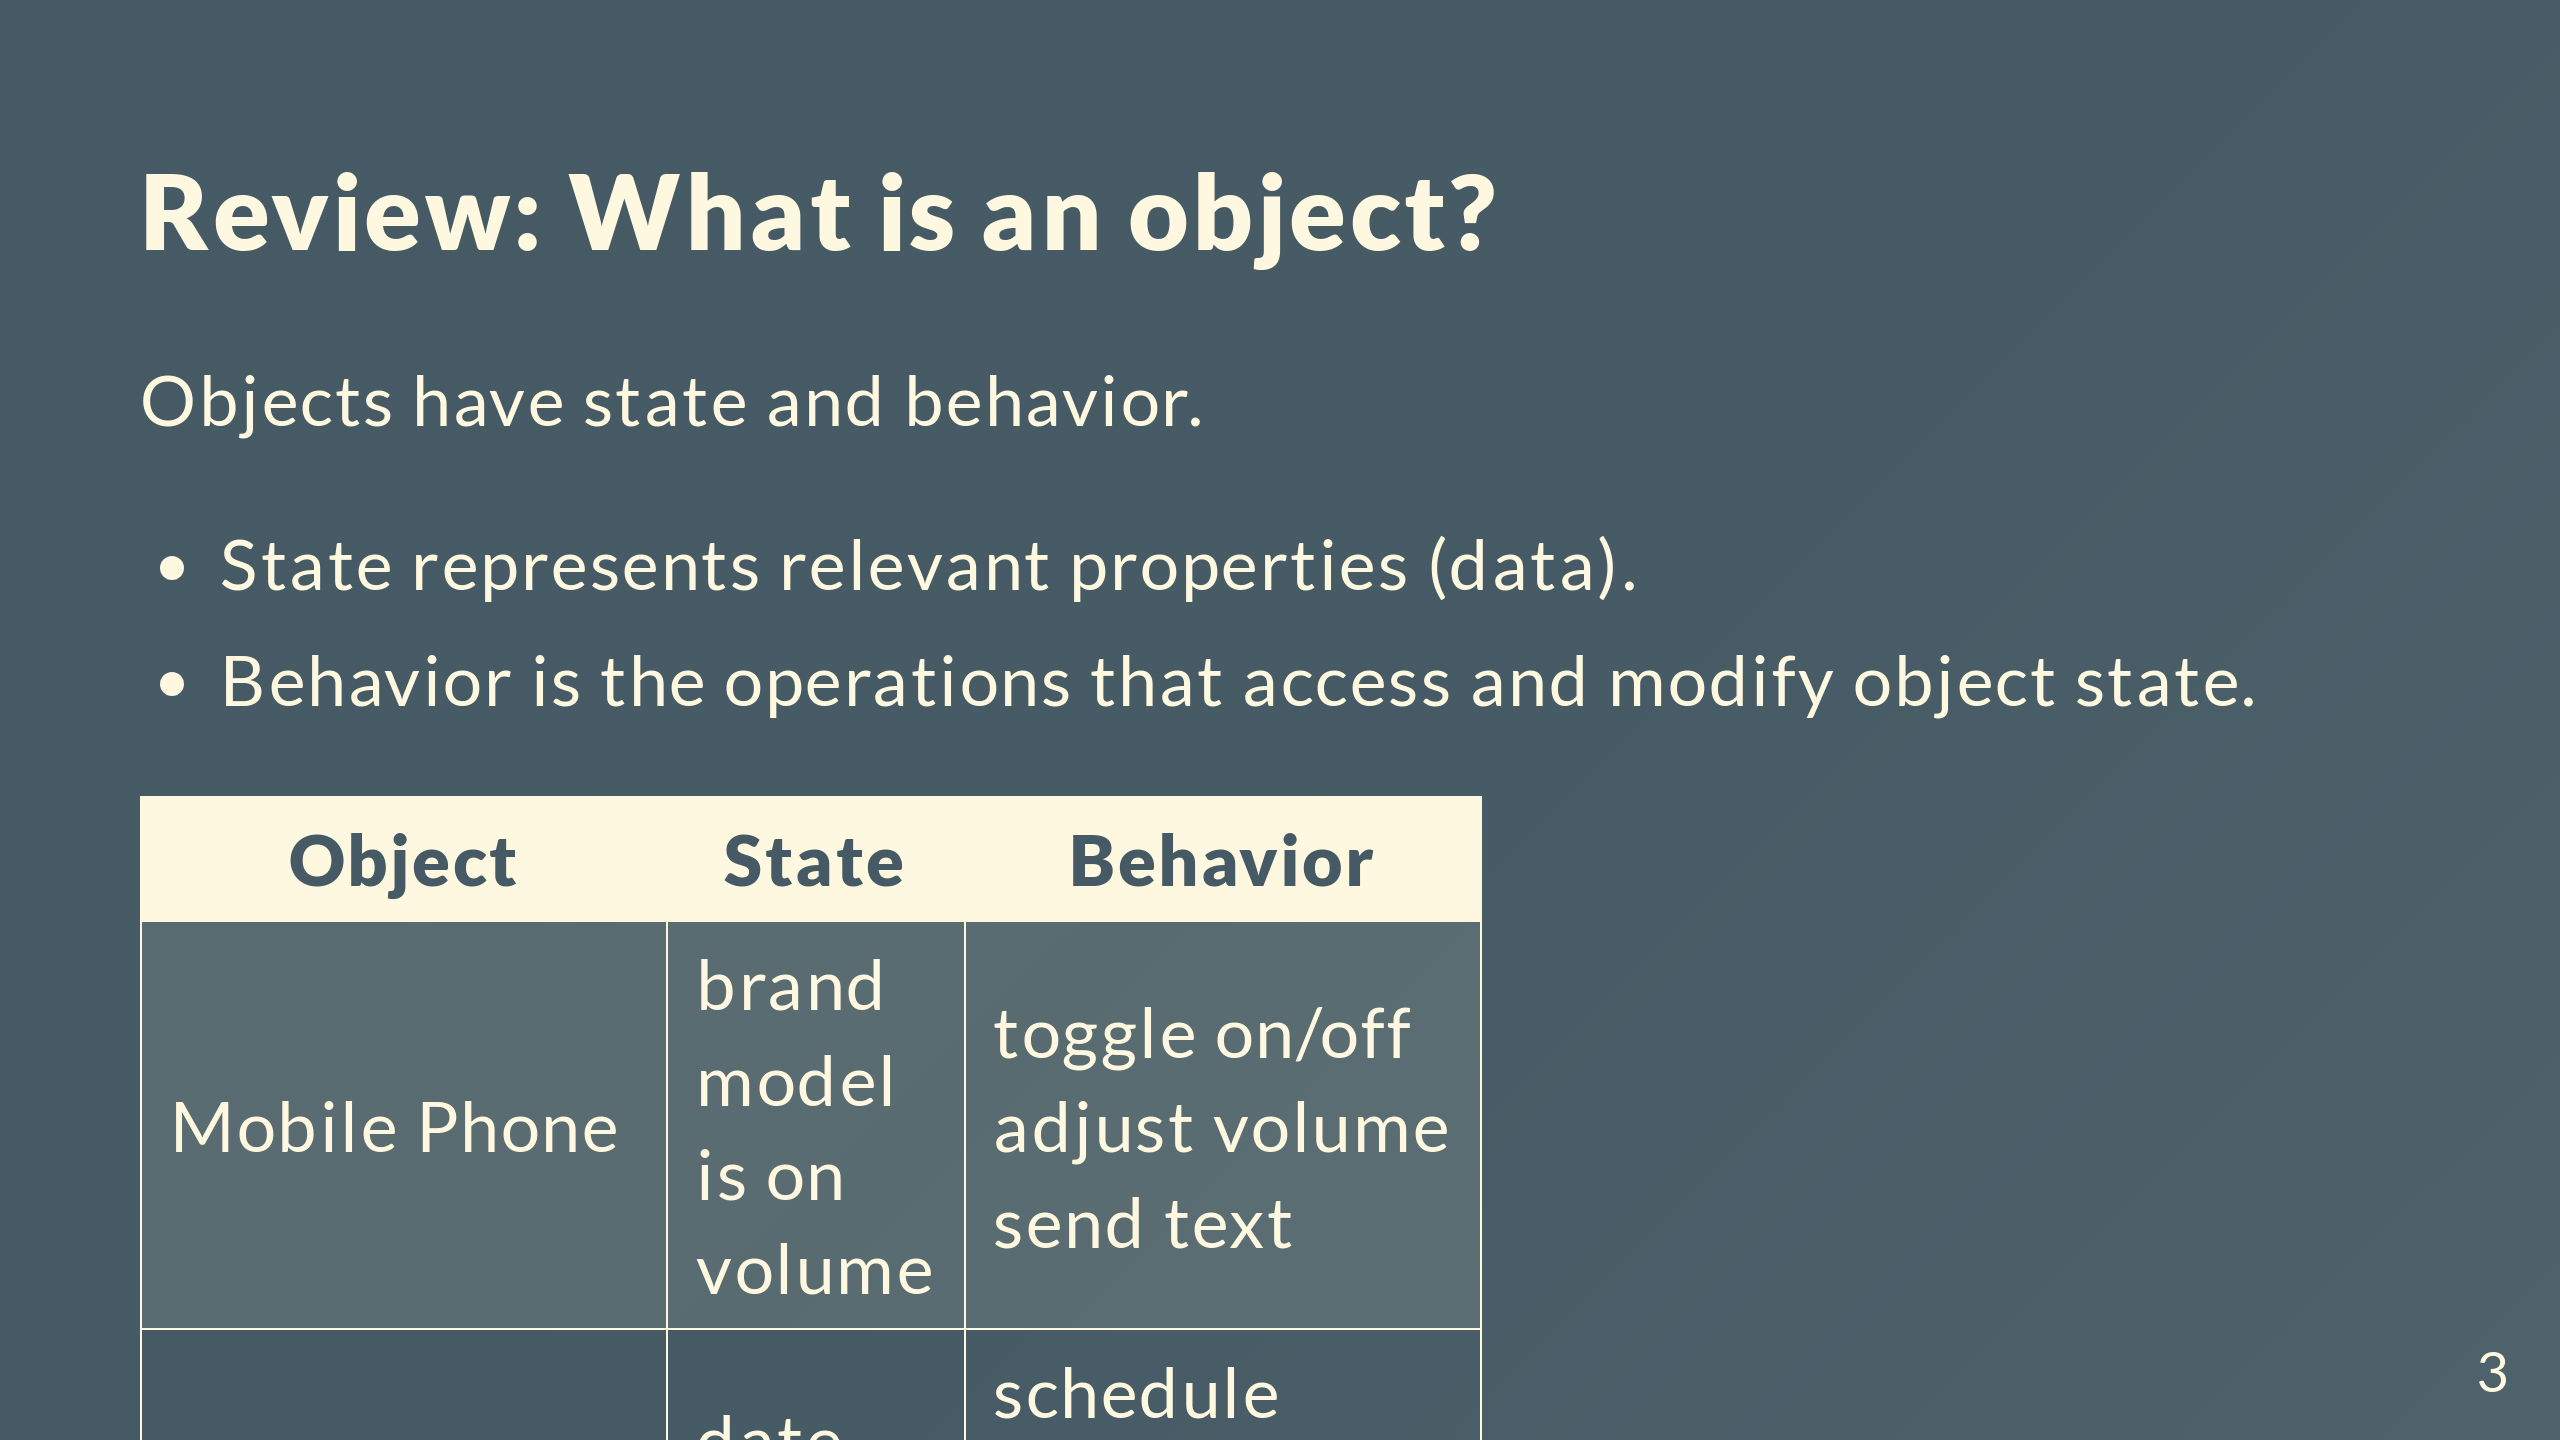 Review: What is an object?
Objects have state and behavior.
• State represents relevant properties (data).
• Behavior is the operations that access and modify object state.
Object State Behavior
brand
model
is on
volume
Mobile Phone
toggle on/off
adjust volume
send text
date
schedule
3